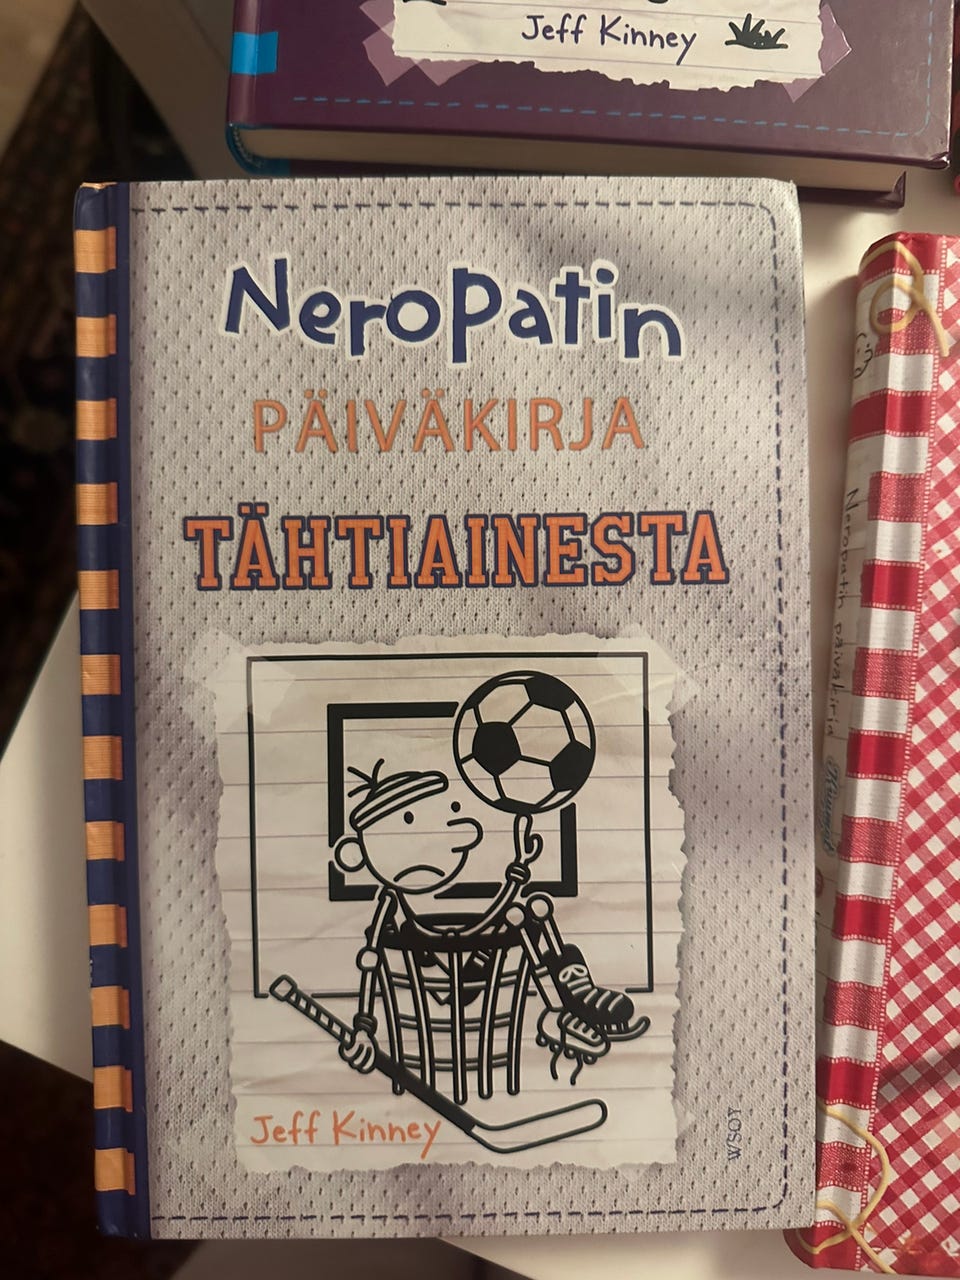 Jeff Kinney
Neropatin
PÄIVÄKIRJA
TÄHTIAINESTA
Jeff Kinney
WSOY
Neropatin päiväkirja